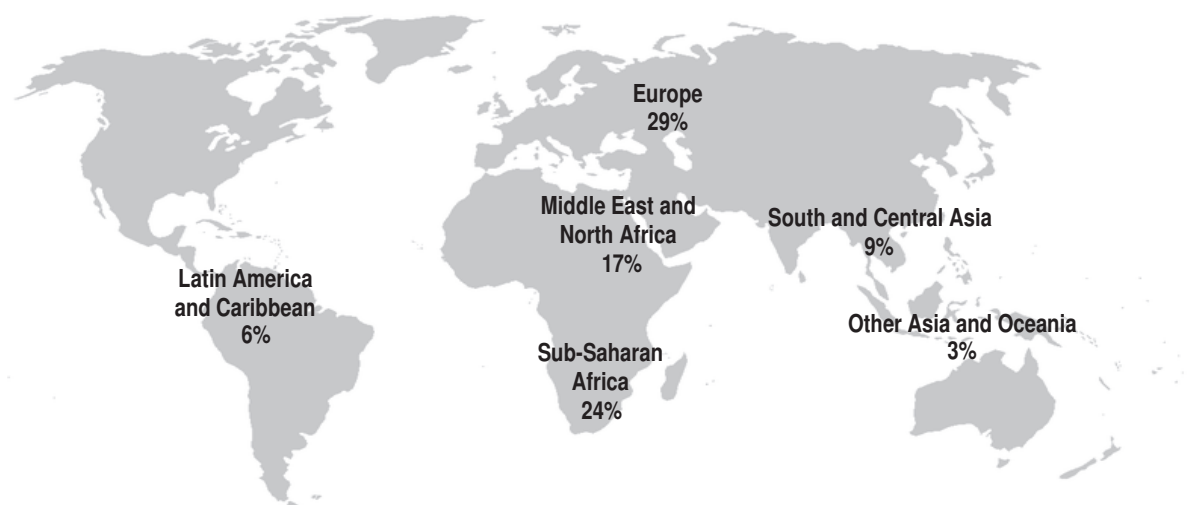 Europe
29%
Middle East and
North Africa
17%
South and Central Asia
9%
Latin America
and Caribbean
6%
Other Asia and Oceania
3%
Sub-Saharan
Africa
24%